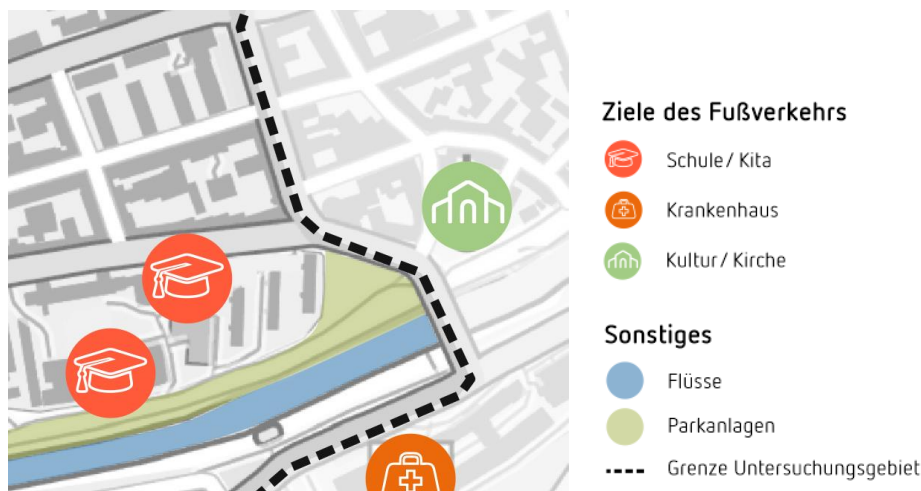 Ziele des Fußverkehrs
Schule / Kita
Krankenhaus
Kultur / Kirche
Sonstiges
Flüsse
Parkanlagen
Grenze Untersuchungsgebiet